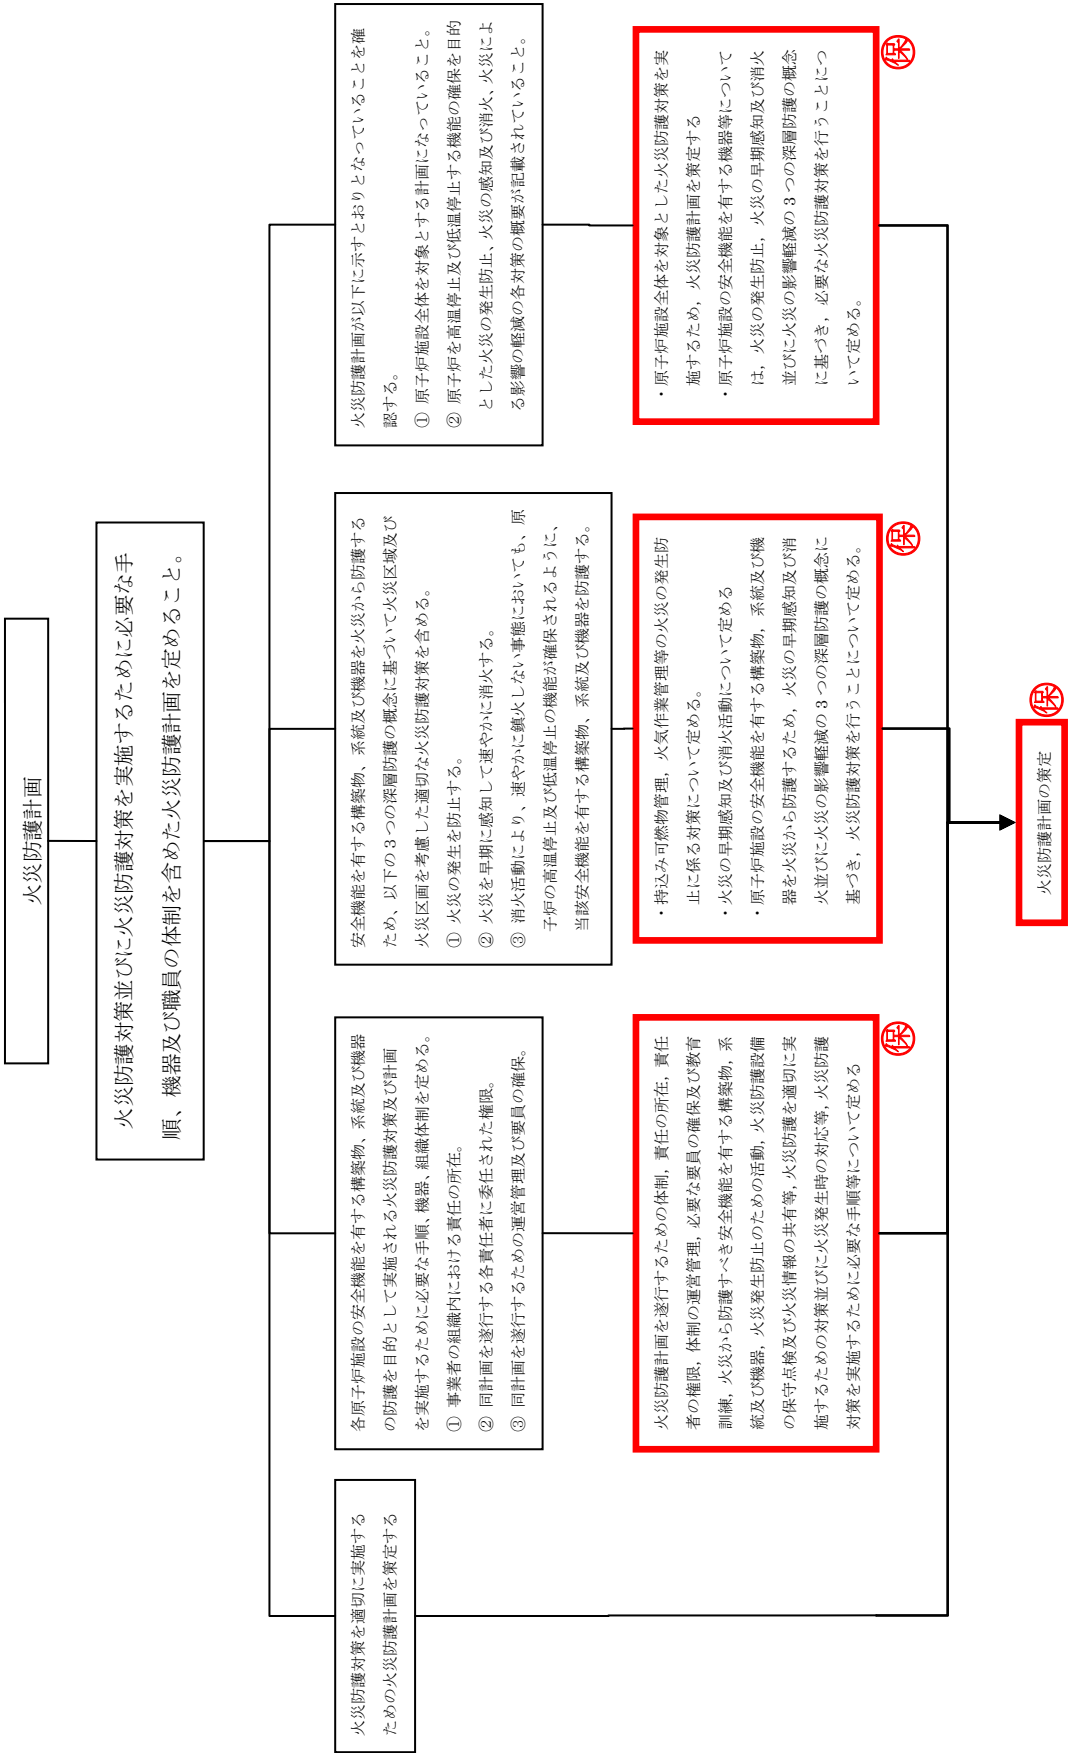 火災防護計画
火災防護対策並びに火災防護対策を実施するために必要な手
順、機器及び職員の体制を含めた火災防護計画を定めること。
火災防護対策を適切に実施する
ための火災防護計画を策定する
各原子炉施設の安全機能を有する構築物、系統及び機器
の防護を目的として実施される火災防護対策及び計画
を実施するために必要な手順、機器、組織体制を定める。
① 事業者の組織内における責任の所在。
② 同計画を遂行する各責任者に委任された権限。
③ 同計画を遂行するための運営管理及び要員の確保。
安全機能を有する構築物、系統及び機器を火災から防護する
ため、以下の3つの深層防護の概念に基づいて火災区域及び
火災区画を考慮した適切な火災防護対策を含める。
① 火災の発生を防止する。
② 火災を早期に感知して速やかに消火する。
③ 消火活動により、速やかに鎮火しない事態においても、原
子炉の高温停止及び低温停止の機能が確保されるように、
当該安全機能を有する構築物、系統及び機器を防護する。
火災防護計画が以下に示すとおりとなっていることを確
認する。
① 原子炉施設全体を対象とする計画になっていること。
② 原子炉を高温停止及び低温停止する機能の確保を目的
とした火災の発生防止、火災の感知及び消火、火災によ
る影響の軽減の各対策の概要が記載されていること。
火災防護計画を遂行するための体制，責任の所在，責任
者の権限，体制の運営管理，必要な要員の確保及び教育
訓練，火災から防護すべき安全機能を有する構築物，系
統及び機器，火災発生防止のための活動，火災防護設備
の保守点検及び火災情報の共有等，火災防護を適切に実
施するための対策並びに火災発生時の対応等，火災防護
対策を実施するために必要な手順等について定める
㊩
・持込み可燃物管理，火気作業管理等の火災の発生防
止に係る対策について定める。
・火災の早期感知及び消火活動について定める
・原子炉施設の安全機能を有する構築物，系統及び機
器を火災から防護するため，火災の早期感知及び消
火並びに火災の影響軽減の3つの深層防護の概念に
基づき，火災防護対策を行うことについて定める。
保
・原子炉施設全体を対象とした火災防護対策を実
施するため，火災防護計画を策定する
・原子炉施設の安全機能を有する機器等について
は，火災の発生防止，火災の早期感知及び消火
並びに火災の影響軽減の3つの深層防護の概念
に基づき，必要な火災防護対策を行うことにつ
いて定める。
保
火災防護計画の策定
保